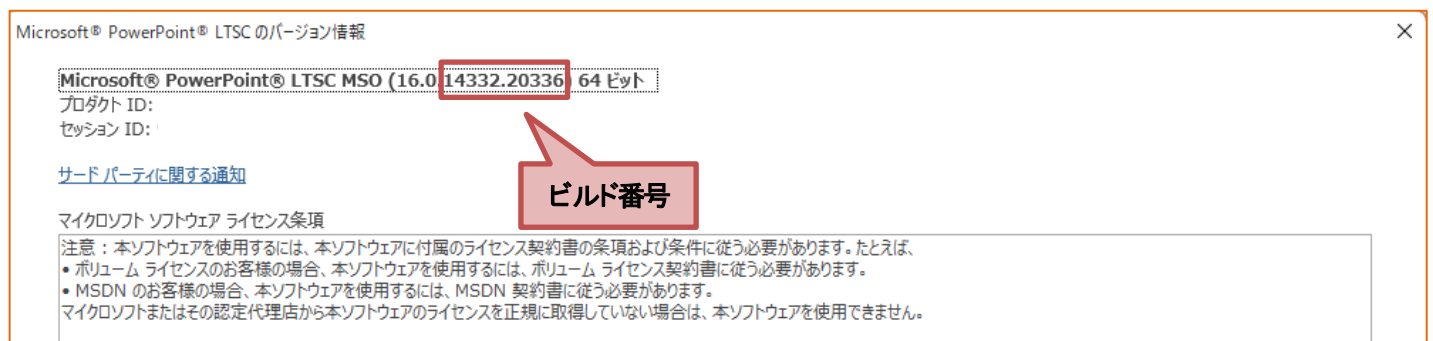 Microsoft® PowerPoint® LTSC のバージョン情報
Microsoft® PowerPoint® LTSC MSO (16.0.14332.20336) 64 ビット
プロダクト ID:
セッション ID:
サード パーティに関する通知
ビルド番号
マイクロソフト ソフトウェア ライセンス条項
注意：本ソフトウェアを使用するには、本ソフトウェアに付属のライセンス契約書の条項および条件に従う必要があります。たとえば、
• ボリューム ライセンスのお客様の場合、本ソフトウェアを使用するには、ボリューム ライセンス契約書に従う必要があります。
• MSDN のお客様の場合、本ソフトウェアを使用するには、MSDN 契約書に従う必要があります。
マイクロソフトまたはその認定代理店から本ソフトウェアのライセンスを正規に取得していない場合は、本ソフトウェアを使用できません。